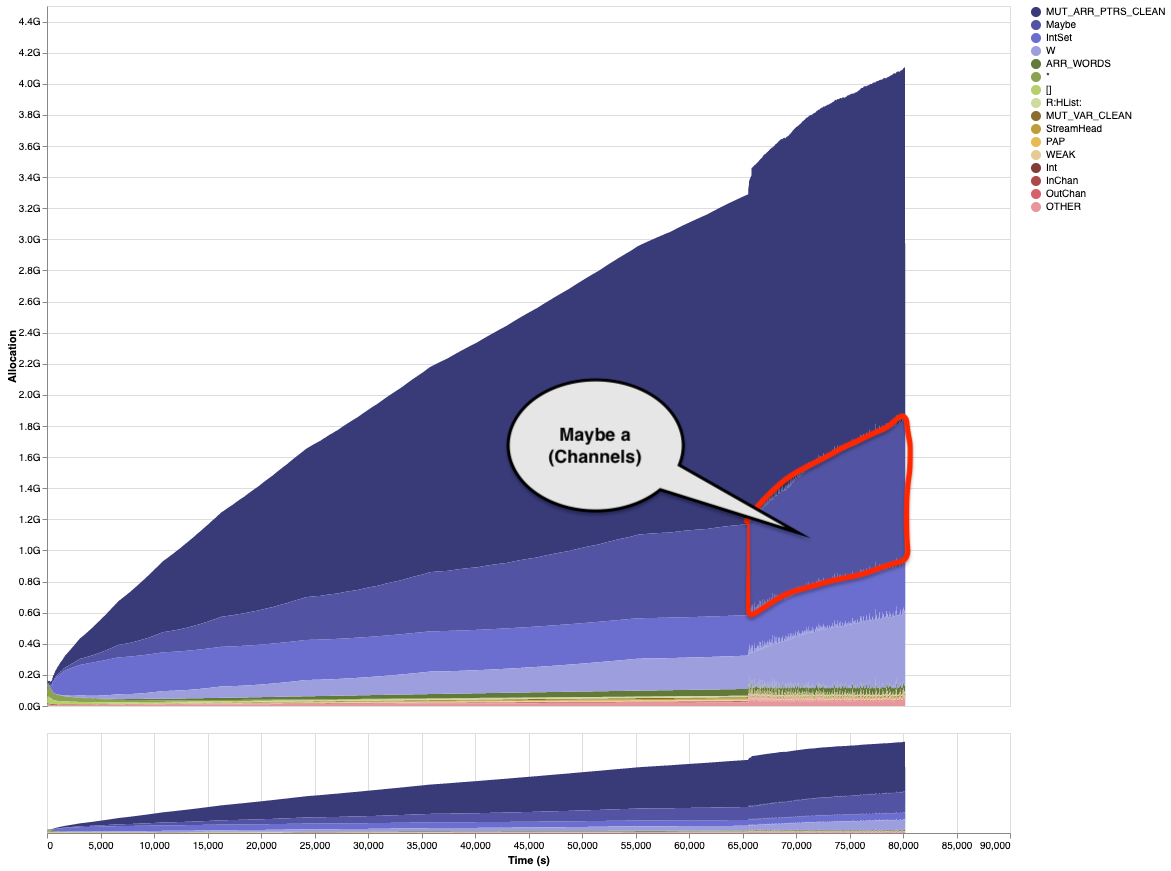 4.4G
4.2G
4.0G
3.8G
3.6G
3.4G
3.2G
3.0G
2.8G
2.6G
2.4G
2.2G
2.0G
1.8G
1.6G
1.4G
1.2G
1.0G
0.8G
0.6G
0.4G
0.2G
0.0G
Allocation
Maybe a
(Channels)
MUT_ARR_PTRS_CLEAN
Maybe
IntSet
W
ARR_WORDS
*
[]
R:HList:
MUT_VAR_CLEAN
StreamHead
PAP
WEAK
Int
InChan
OutChan
OTHER
0 5,000 10,000 15,000 20,000 25,000 30,000 35,000 40,000 45,000 50,000 55,000 60,000 65,000 70,000 75,000 80,000 85,000 90,000
Time (s)